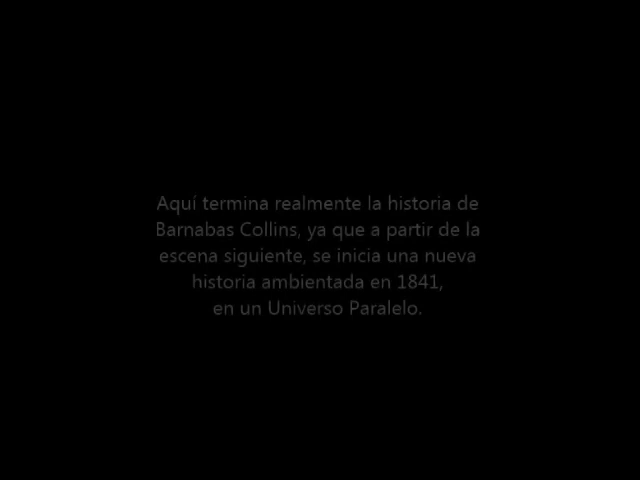 Aquí termina realmente la historia de
Barnabas Collins, ya que a partir de la
escena siguiente, se inicia una nueva
historia ambientada en 1841,
en un Universo Paralelo.